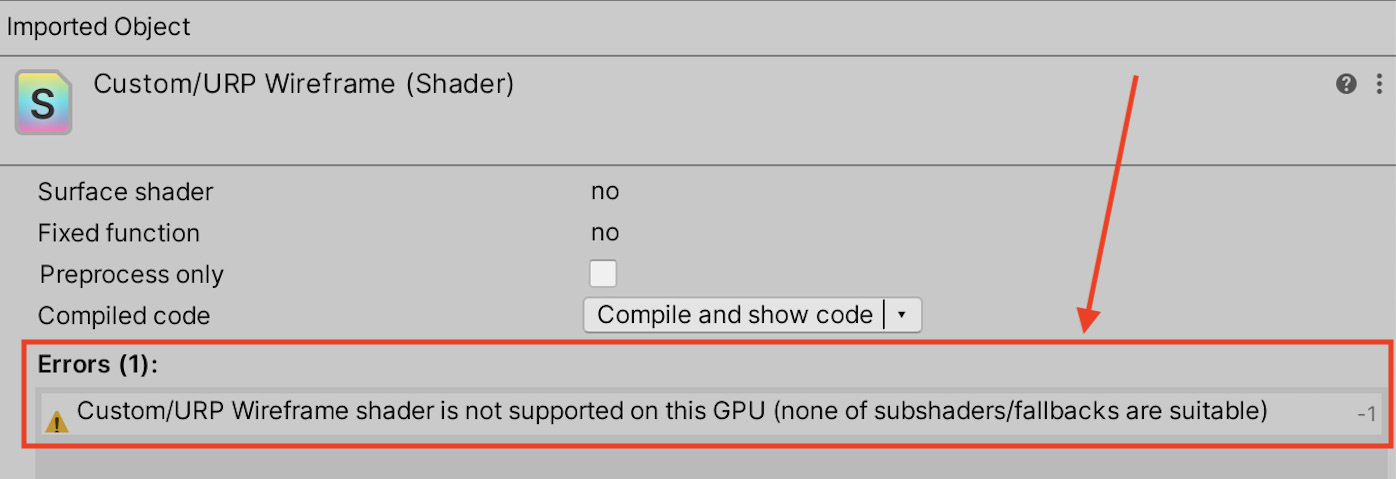 Imported Object
S
Custom/URP Wireframe (Shader)
?
Surface shader no
Fixed function no
Preprocess only
Compiled code Compile and show code
Errors (1):
! Custom/URP Wireframe shader is not supported on this GPU (none of subshaders/fallbacks are suitable) -1